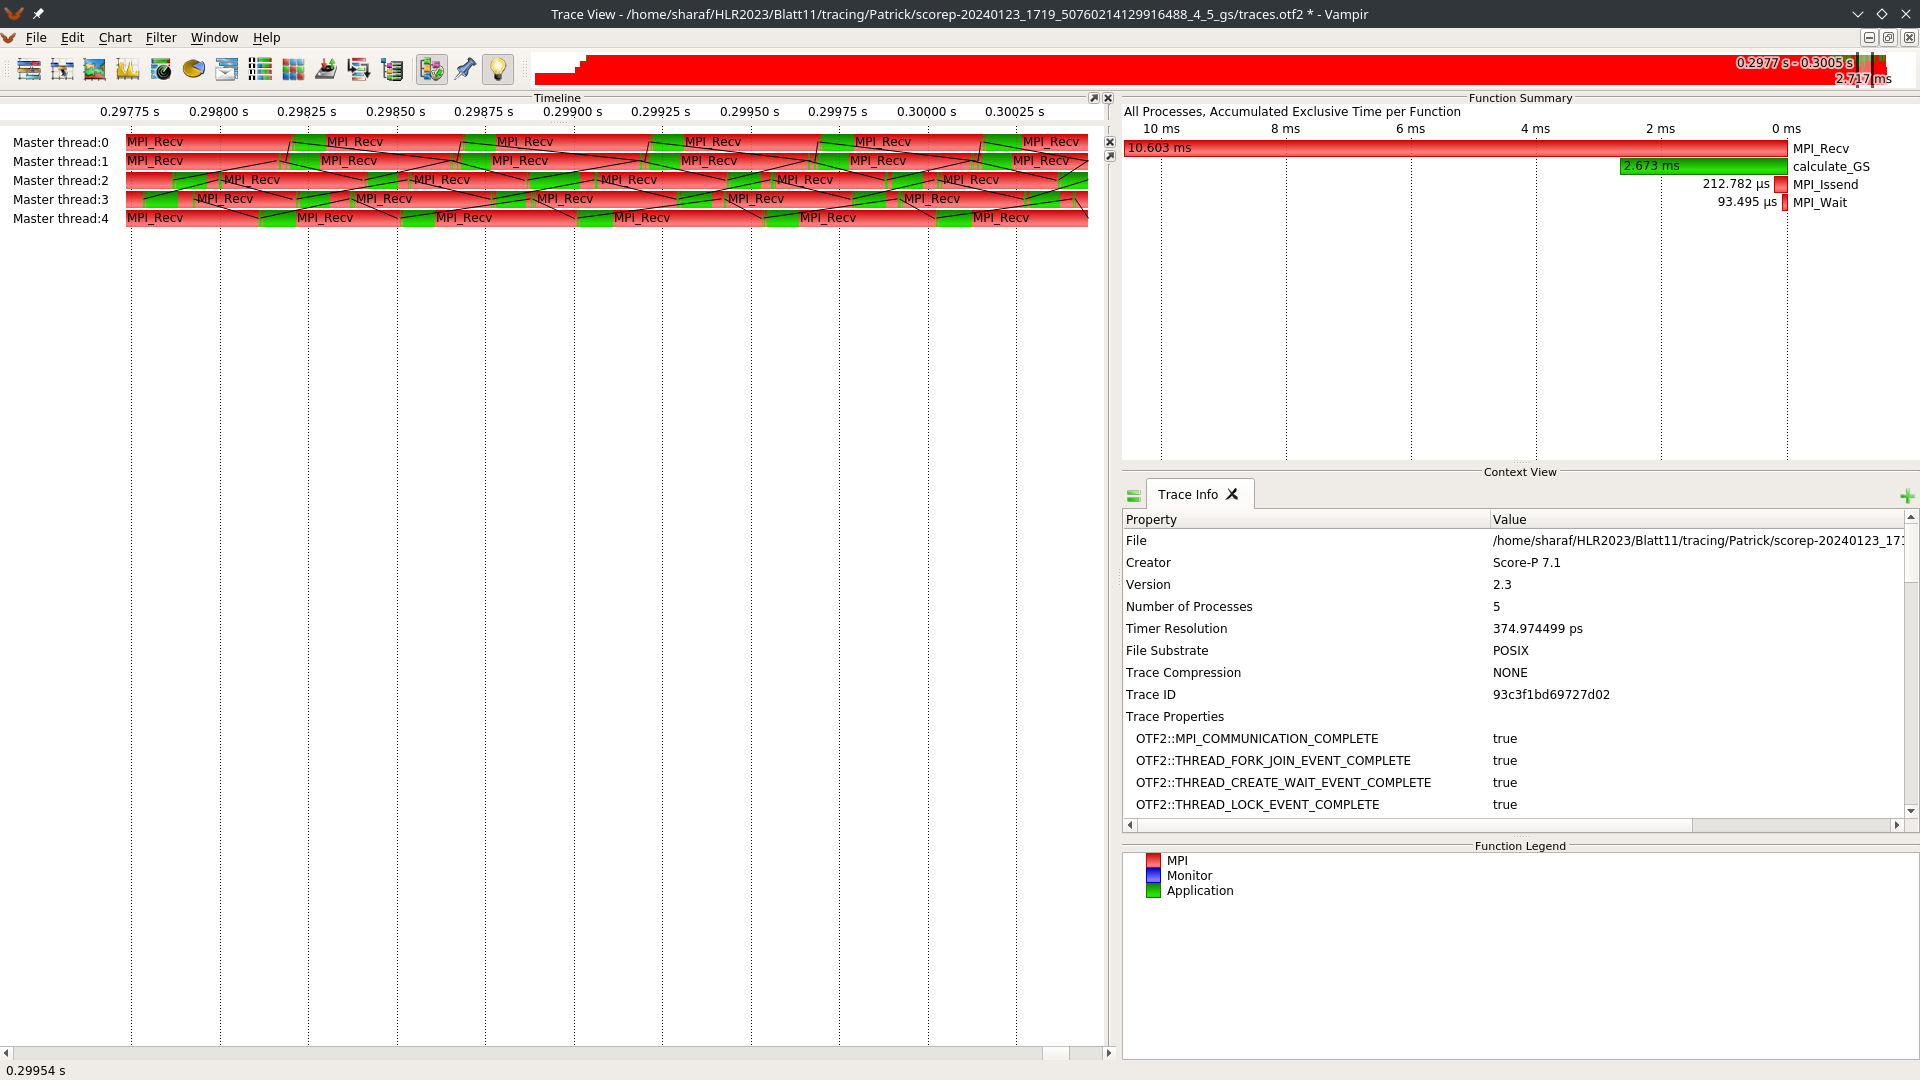 Trace View - /home/sharaf/HLR2023/Blatt11/tracing/Patrick/scorep-20240123_1719_50760214129916488_4_5_gs/traces.otf2 * - Vampir
File Edit Chart Filter Window Help
0.2977 s - 0.3005 s
2.717 ms
Timeline
0.29775 s 0.29800 s 0.29825 s 0.29850 s 0.29875 s 0.29900 s 0.29925 s 0.29950 s 0.29975 s 0.30000 s 0.30025 s
Master thread:0 MPI_Recv MPI_Recv MPI_Recv MPI_Recv MPI_Recv MPI_Recv
Master thread:1 MPI_Recv MPI_Recv MPI_Recv MPI_Recv MPI_Recv MPI_Recv
Master thread:2 MPI_Recv MPI_Recv MPI_Recv MPI_Recv MPI_Recv
Master thread:3 MPI_Recv MPI_Recv MPI_Recv MPI_Recv MPI_Recv
Master thread:4 MPI_Recv MPI_Recv MPI_Recv MPI_Recv MPI_Recv MPI_Recv
Function Summary
All Processes, Accumulated Exclusive Time per Function
10 ms 8 ms 6 ms 4 ms 2 ms 0 ms
10.603 ms MPI_Recv
2.673 ms calculate_GS
212.782 µs MPI_Issend
93.495 µs MPI_Wait
Context View
Trace Info
Property Value
File /home/sharaf/HLR2023/Blatt11/tracing/Patrick/scorep-20240123_171
Creator Score-P 7.1
Version 2.3
Number of Processes 5
Timer Resolution 374.974499 ps
File Substrate POSIX
Trace Compression NONE
Trace ID 93c3f1bd69727d02
Trace Properties
OTF2::MPI_COMMUNICATION_COMPLETE true
OTF2::THREAD_FORK_JOIN_EVENT_COMPLETE true
OTF2::THREAD_CREATE_WAIT_EVENT_COMPLETE true
OTF2::THREAD_LOCK_EVENT_COMPLETE true
Function Legend
MPI
Monitor
Application
0.29954 s